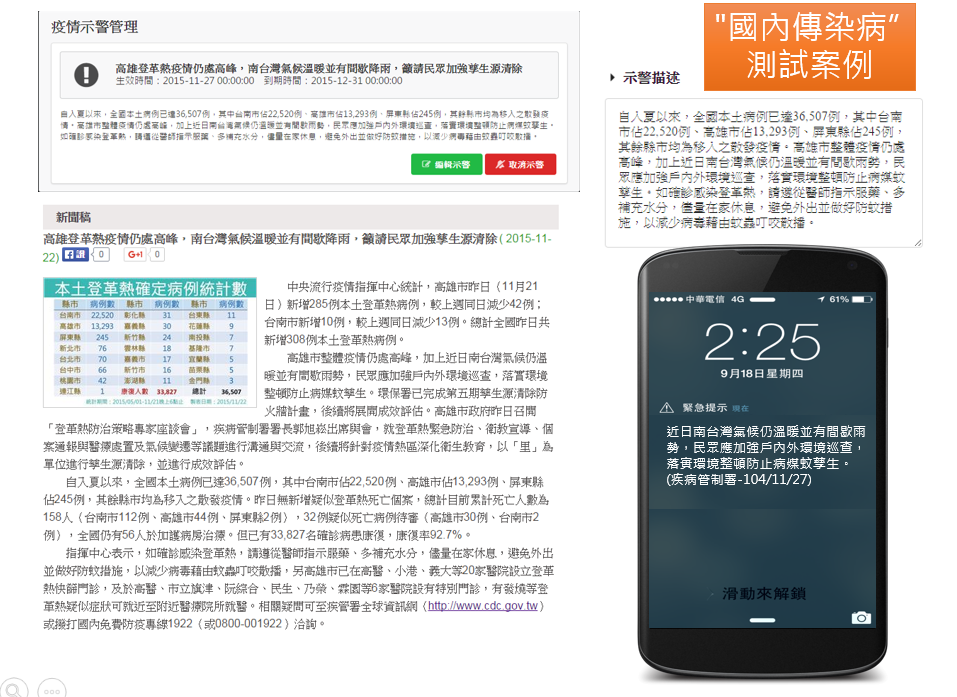 疫情示警管理
高雄登革熱疫情仍處高峰，南台灣氣候溫暖並有間歇降雨，籲請民眾加強孳生源清除
生效時間：2015-11-27 00:00:00 到期時間：2015-12-31 00:00:00
自入夏以來，全國本土病例已達36,507例，其中台南市佔22,520例、高雄市佔13,293例、屏東縣佔245例，其餘縣市均為移入之散發疫
情。高雄市整體疫情仍處高峰，加上近日南台灣氣候仍溫暖並有間歇雨勢，民眾應加強戶內外環境巡查，落實環境整頓防止病媒蚊孳生。
如確診感染登革熱，請遵從醫師指示服藥、多補充水分，儘量在家休息，避免外出並做好防蚊措施，以減少病毒藉由蚊蟲叮咬散播。
編輯示警 取消示警
新聞稿
高雄登革熱疫情仍處高峰，南台灣氣候溫暖並有間歇降雨，籲請民眾加強孳生源清除( 2015-11-
22) 讚 0 G+1 0
本土登革熱確定病例統計數
縣市 病例數 縣市 病例數 縣市 病例數
台南市 22,520 彰化縣 31 台東縣 11
高雄市 13,293 嘉義縣 30 花蓮縣 9
屏東縣 245 新竹縣 24 南投縣 7
新北市 76 雲林縣 18 基隆市 7
台北市 70 嘉義市 17 宜蘭縣 5
台中市 66 新竹市 16 苗栗縣 5
桃園市 42 澎湖縣 11 金門縣 3
連江縣 1 康復人數 33,827 總計 36,507
統計期間：2015/05/01-11/21晚上6點止 製表日期：2015/11/22
中央流行疫情指揮中心統計，高雄市昨日（11月21
日）新增285例本土登革熱病例，較上週同日減少42例；
台南市新增10例，較上週同日減少13例。總計全國昨日共
新增308例本土登革熱病例。
高雄市整體疫情仍處高峰，加上近日南台灣氣候仍溫
暖並有間歇雨勢，民眾應加強戶內外環境巡查，落實環境
整頓防止病媒蚊孳生。環保署已完成第五期孳生源清除防
火牆計畫，後續將展開成效評估。高雄市政府昨日召開
「登革熱防治策略專家座談會」，疾病管制署署長郭旭崧出席與會，就登革熱緊急防治、衛教宣導、個
案通報與醫療處置及氣候變遷等議題進行溝通與交流，後續將針對疫情熱區深化衛生教育，以「里」為
單位進行孳生源清除，並進行成效評估。
自入夏以來，全國本土病例已達36,507例，其中台南市佔22,520例、高雄市佔13,293例、屏東縣
佔245例，其餘縣市均為移入之散發疫情。昨日無新增疑似登革熱死亡個案，總計目前累計死亡人數為
158人（台南市112例、高雄市44例、屏東縣2例），32例疑似死亡病例待審（高雄市30例、台南市2
例），全國仍有56人於加護病房治療。但已有33,827名確診病患康復，康復率92.7%。
指揮中心表示，如確診感染登革熱，請遵從醫師指示服藥、多補充水分，儘量在家休息，避免外出
並做好防蚊措施，以減少病毒藉由蚊蟲叮咬散播，另高雄市已在高醫、小港、義大等20家醫院設立登革
熱快篩門診，及於高醫、市立旗津、阮綜合、民生、乃榮、霖園等6家醫院設有特別門診，有發燒等登
革熱疑似症狀可就近至附近醫療院所就醫。相關疑問可至疾管署全球資訊網（http://www.cdc.gov.tw）
或撥打國內免費防疫專線1922（或0800-001922）洽詢。
"國內傳染病"
測試案例
示警描述
自入夏以來，全國本土病例已達36,507例，其中台南
市佔22,520例、高雄市佔13,293例、屏東縣佔245例，
其餘縣市均為移入之散發疫情。高雄市整體疫情仍處
高峰，加上近日南台灣氣候仍溫暖並有間歇雨勢，民
眾應加強戶內外環境巡查，落實環境整頓防止病媒蚊
孳生。如確診感染登革熱，請遵從醫師指示服藥、多
補充水分，儘量在家休息，避免外出並做好防蚊措
施，以減少病毒藉由蚊蟲叮咬散播。
中華電信 4G 61%
2:25
9月18日星期四
緊急提示 現在
近日南台灣氣候仍溫暖並有間歇雨
勢，民眾應加強戶內外環境巡查，
落實環境整頓防止病媒蚊孳生。
(疾病管制署-104/11/27)
滑動來解鎖